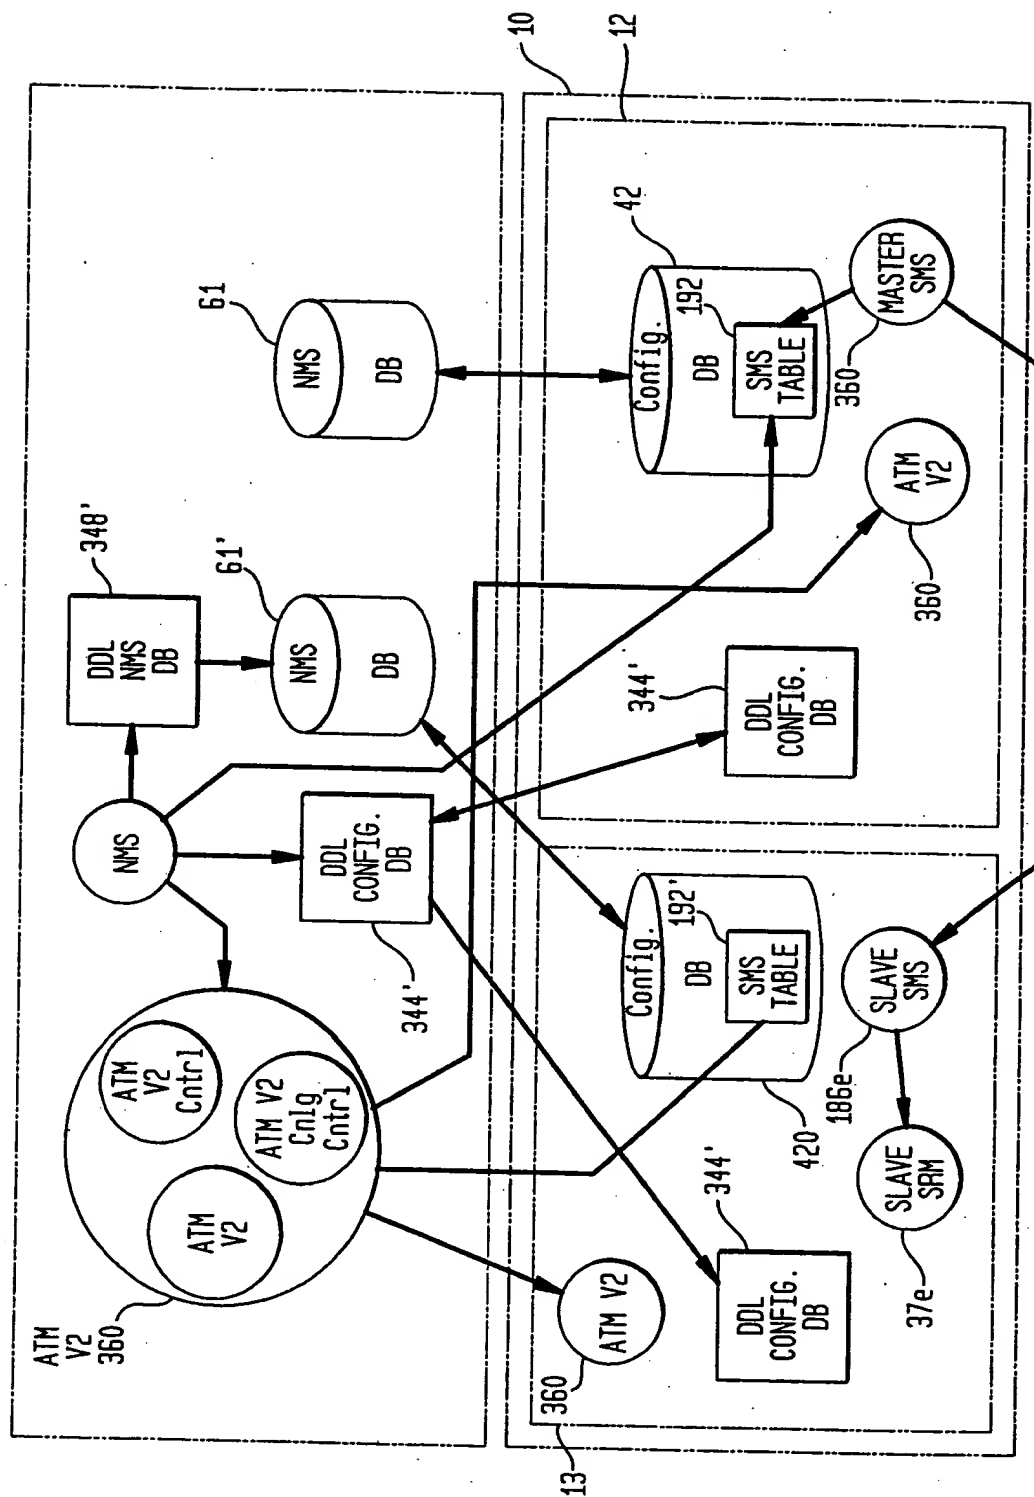 ATM
V2
360
ATM
V2
ATM
V2
Cntrl
ATM V2
Cnlg
Cntrl
NMS
DDL
NMS
DB
348'
DDL
CONFIG.
DB
344'
NMS
DB
61'
NMS
DB
61
10
12
13
ATM V2
360
Config.
DB
SMS
TABLE
192'
420
DDL
CONFIG.
DB
344'
SLAVE
SRM
37e
SLAVE
SMS
186e
DDL
CONFIG.
DB
344'
Config.
DB
SMS
TABLE
192
42
ATM
V2
360
MASTER
SMS
360